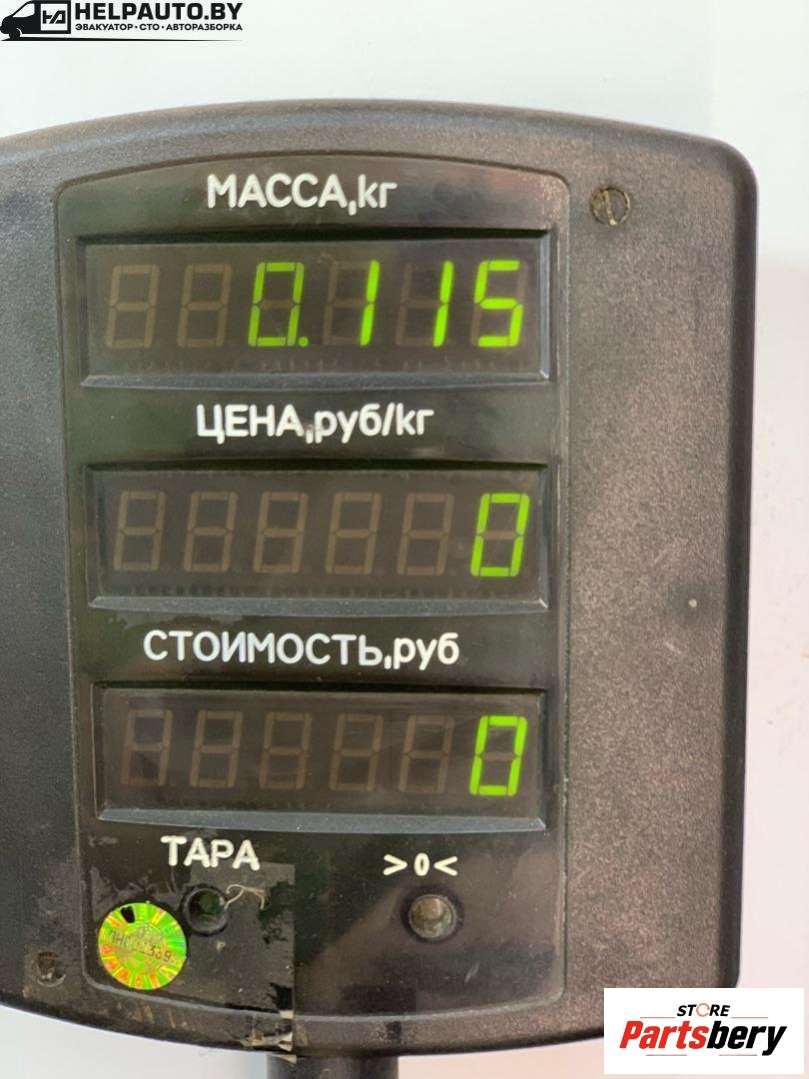 HELPAUTO.BY
ЭВАКУАТОР•СТО•АВТОРАЗБОРКА
МАССА,кг
0.115
ЦЕНА,руб/кг
0
СТОИМОСТЬ,руб
0
ТАРА >0<
STORE
Partsbery